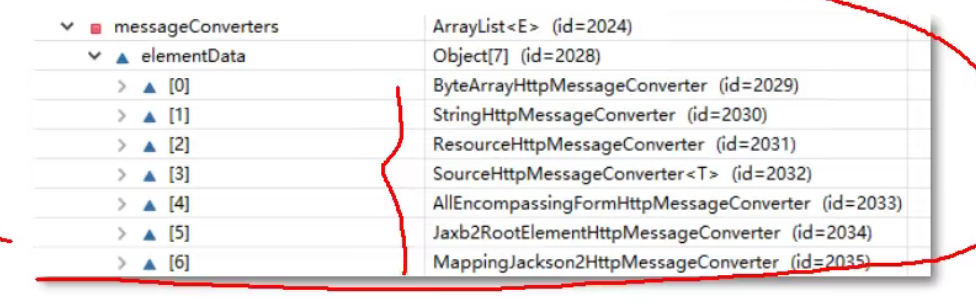 messageConverters ArrayList<E> (id=2024)
elementData Object[7] (id=2028)
[0] ByteArrayHttpMessageConverter (id=2029)
[1] StringHttpMessageConverter (id=2030)
[2] ResourceHttpMessageConverter (id=2031)
[3] SourceHttpMessageConverter<T> (id=2032)
[4] AllEncompassingFormHttpMessageConverter (id=2033)
[5] Jaxb2RootElementHttpMessageConverter (id=2034)
[6] MappingJackson2HttpMessageConverter (id=2035)